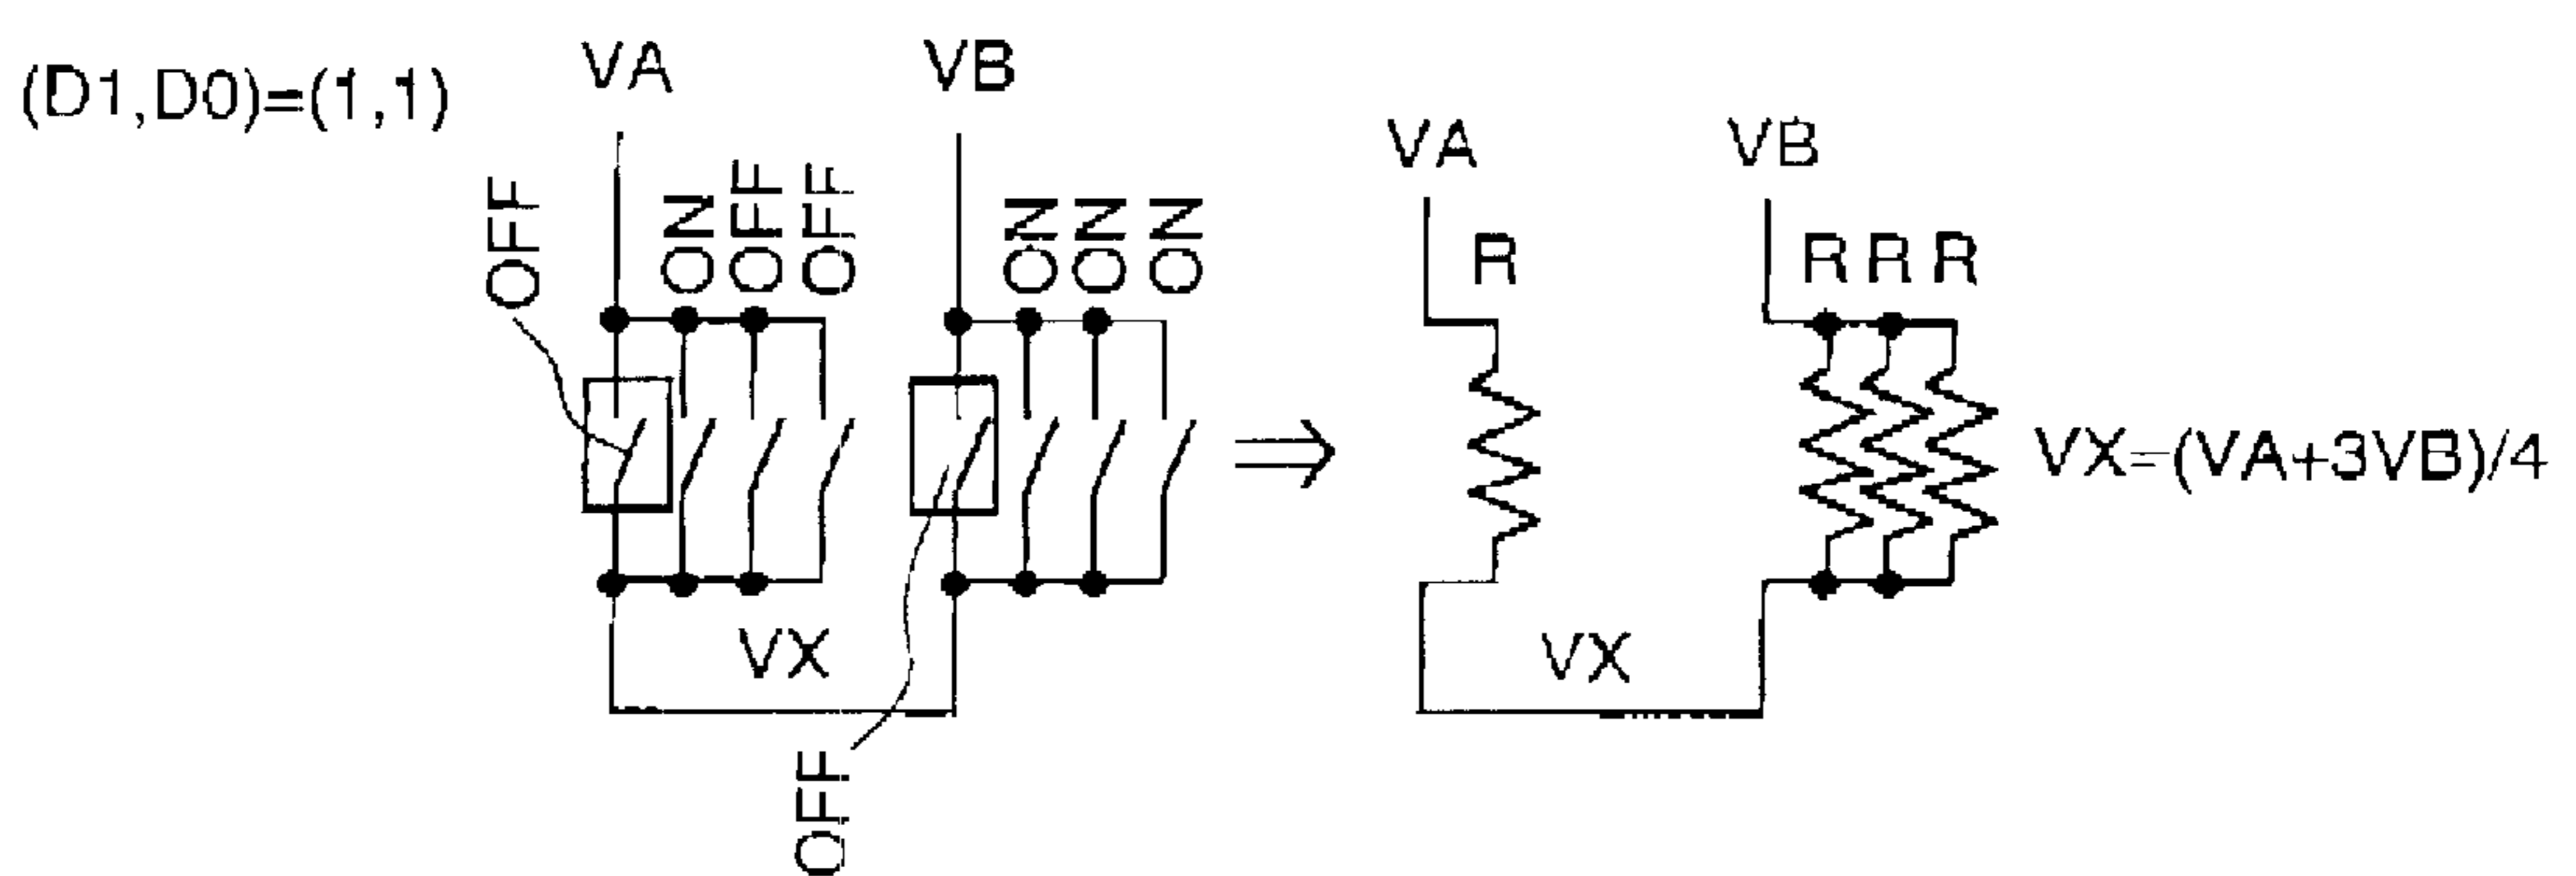 (D1,D0)=(1,1)
VA
VB
OFF
ON
OFF
OFF
ON
ON
ON
VX
OFF
VA
VB
R
R
R
R
VX
VX=(VA+3VB)/4